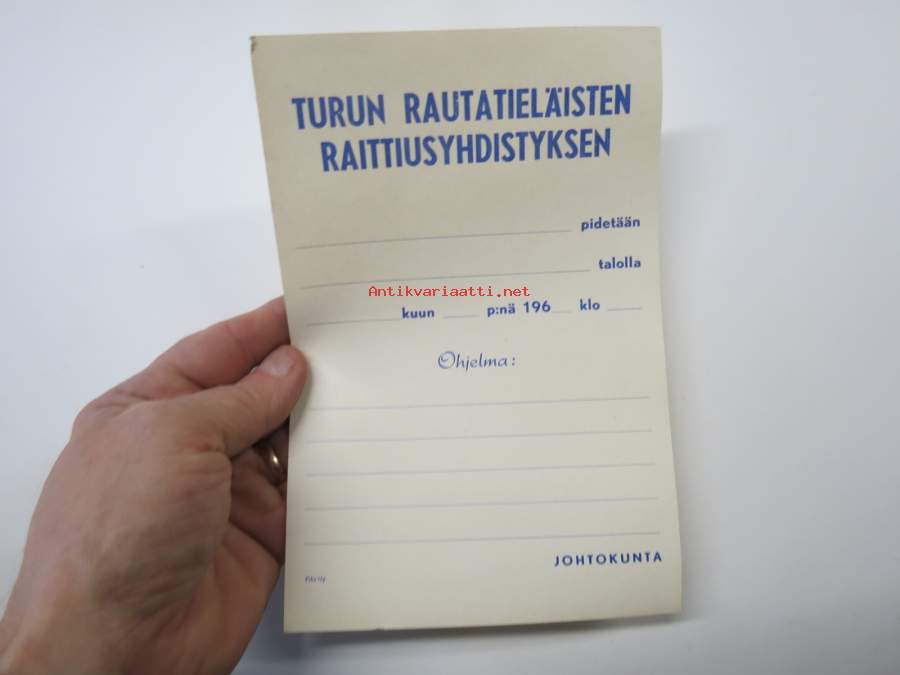 TURUN RAUTATIELÄISTEN
RAITTIUSYHDISTYKSEN
pidetään
talolla
Antikvariaatti.net
kuun p:nä 196 klo
Ohjelma:
JOHTOKUNTA